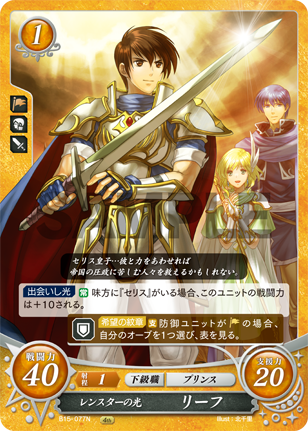 1
SAMPLE
セリス皇子…彼と力をあわせれば
帝国の圧政に苦しむ人々を救えるかもしれない。
出会いし光 常 味方に『セリス』がいる場合、このユニットの戦闘力
は+10される。
希望の紋章 支 防御ユニットが の場合、
自分のオーブを1つ選び、表を見る。
戦闘力
40
射程 1 下級職 プリンス
支援力
20
レンスターの光 リーフ
B15-077N
Illust:北千里